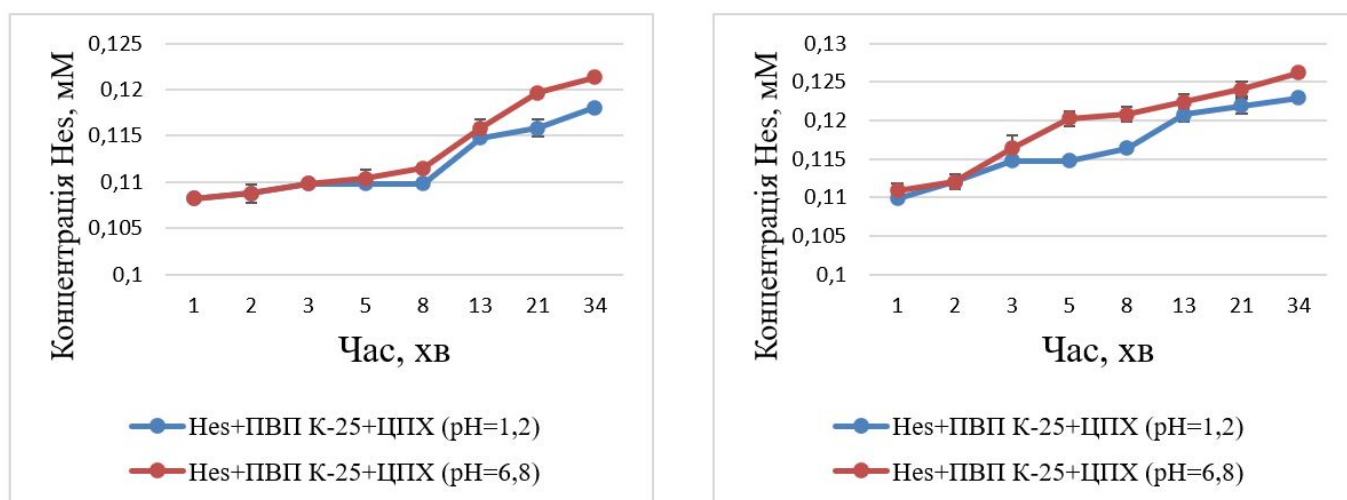 Концентрація Hes, мМ
0,125
0,12
0,115
0,11
0,105
0,1
1 2 3 5 8 13 21 34
Час, хв
Hes+ПВП К-25+ЦПХ (рН=1,2)
Hes+ПВП К-25+ЦПХ (рН=6,8)
Концентрація Hes, мМ
0,13
0,125
0,12
0,115
0,11
0,105
0,1
1 2 3 5 8 13 21 34
Час, хв
Hes+ПВП К-25+ЦПХ (рН=1,2)
Hes+ПВП К-25+ЦПХ (рН=6,8)